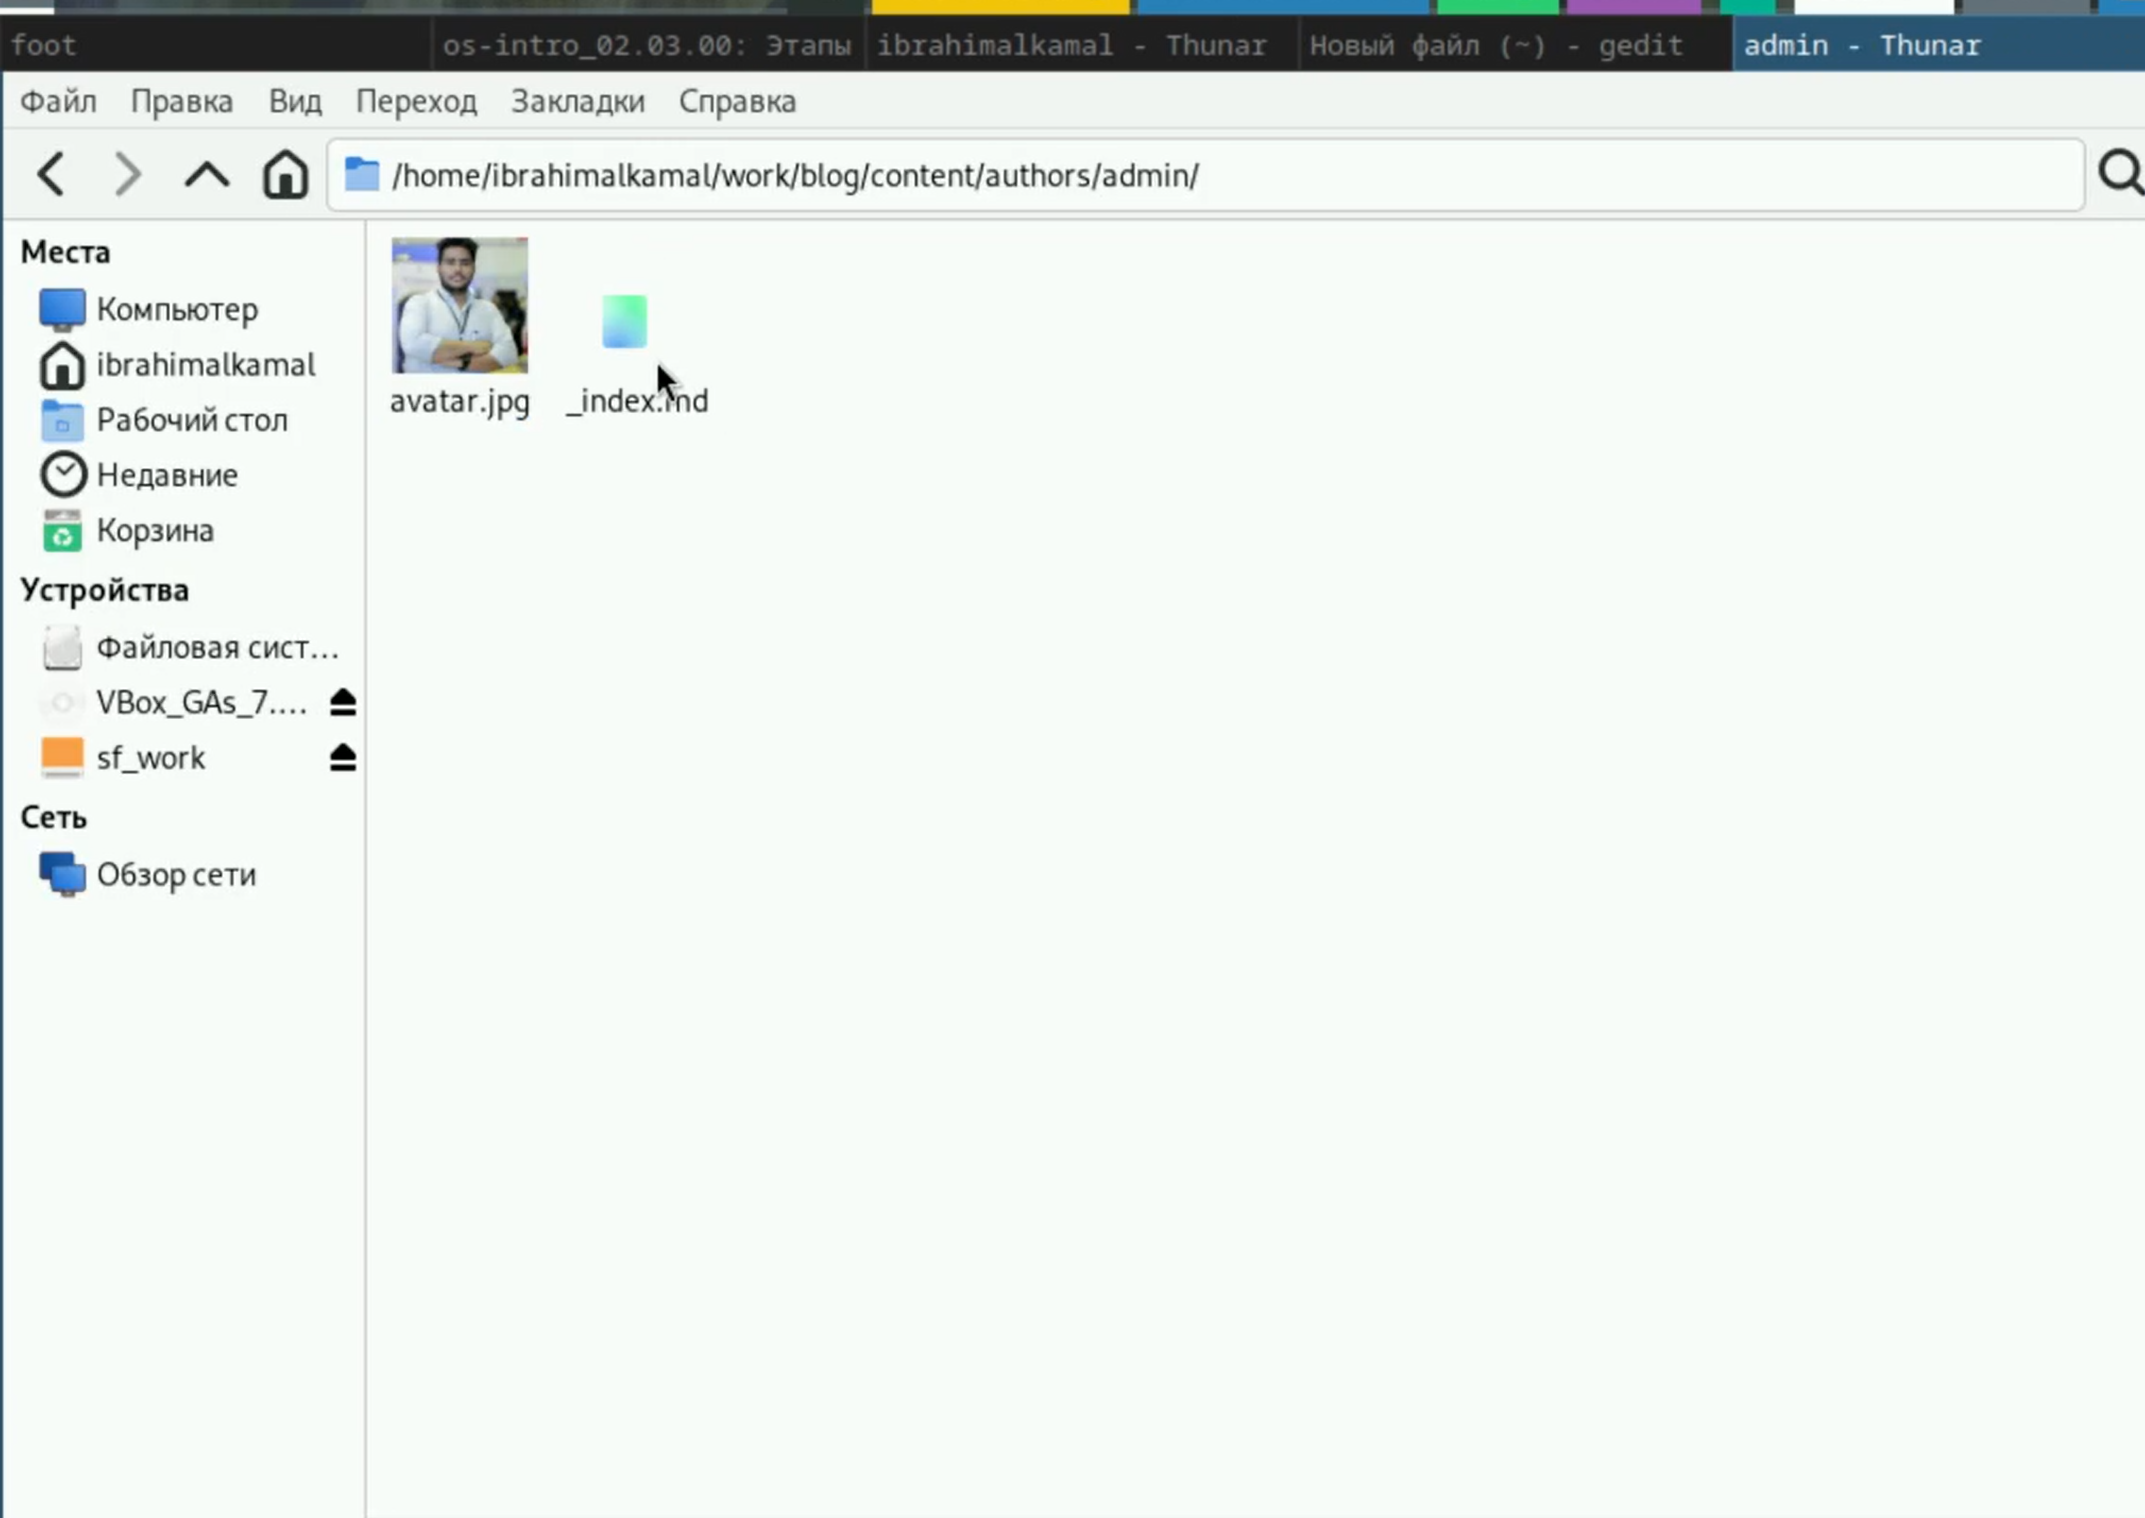 foot
os-intro_02.03.00: Этапы
ibrahimalkamal - Thunar
Новый файл (~) - gedit
admin - Thunar
Файл Правка Вид Переход Закладки Справка
/home/ibrahimalkamal/work/blog/content/authors/admin/
Места
Компьютер
ibrahimalkamal
Рабочий стол
Недавние
Корзина
Устройства
Файловая сист...
VBox_GAs_7....
sf_work
Сеть
Обзор сети
avatar.jpg
_index.md